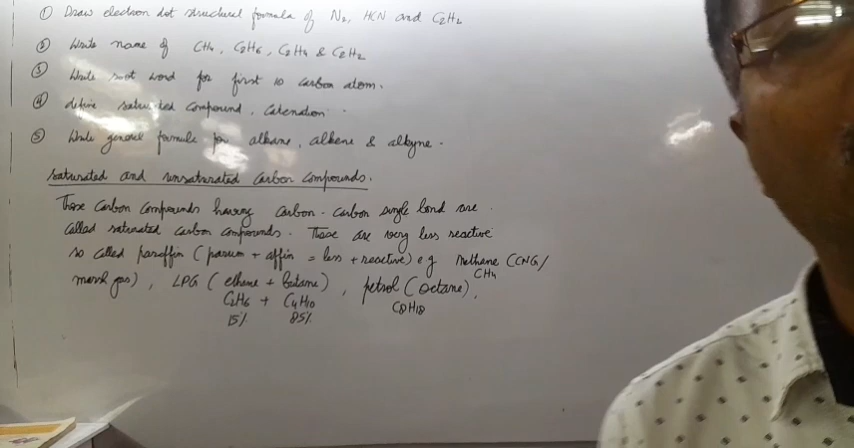 ① Draw electron dot structural formula of N₂, HCN and C₂H₂
② Write name of CH₄, C₂H₆, C₂H₄ & C₂H₂
③ Write root word for first 10 carbon atom.
④ define saturated compound, Catenation.
⑤ Write general formula for alkane, alkene & alkyne.
Saturated and unsaturated Carbon Compounds.
Those Carbon Compounds having Carbon-Carbon single bond are
Called saturated Carbon Compounds. These are very less reactive
so called paraffin (parum + affin = less + reactive) eg Methane (CNG/
CH₄
marsh gas), LPG (ethane + butane), petrol (Octane),
C₂H₆ + C₄H₁₀ C8H18
15% 85%